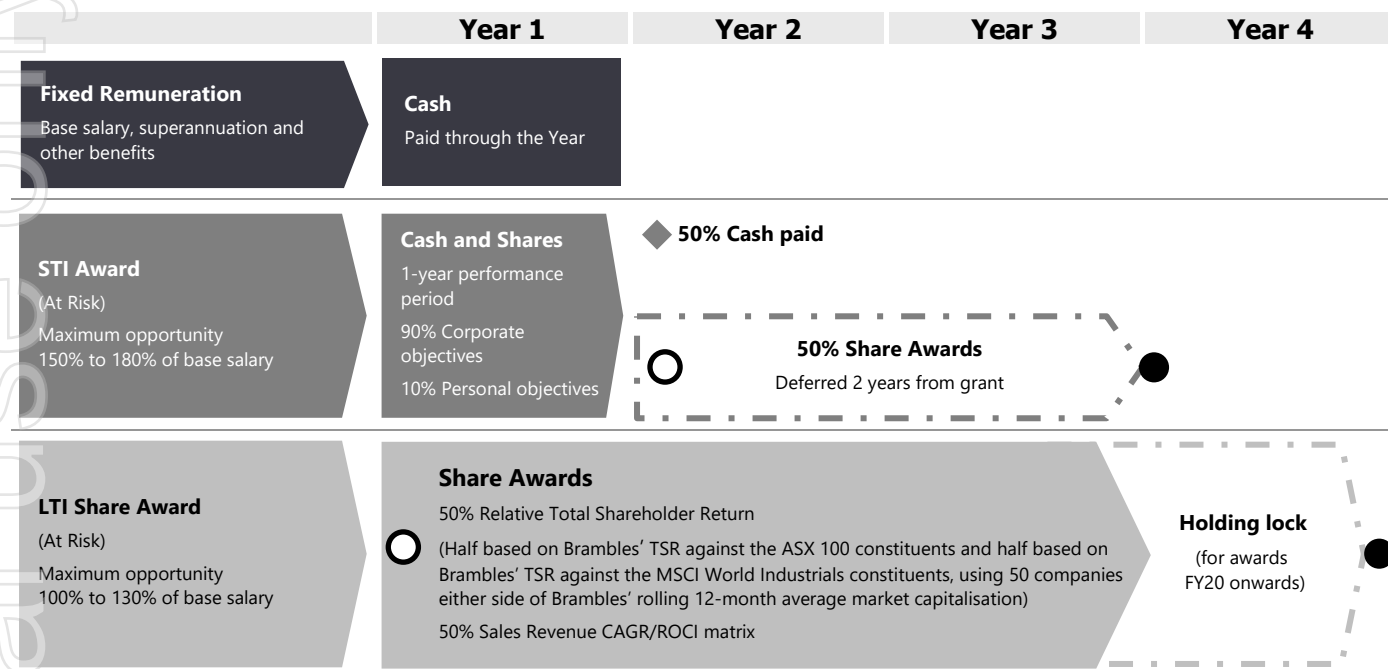 Year 1 Year 2 Year 3 Year 4
Fixed Remuneration
Base salary, superannuation and
other benefits
Cash
Paid through the Year
STI Award
(At Risk)
Maximum opportunity
150% to 180% of base salary
Cash and Shares
1-year performance
period
90% Corporate
objectives
10% Personal objectives
50% Cash paid
50% Share Awards
Deferred 2 years from grant
LTI Share Award
(At Risk)
Maximum opportunity
100% to 130% of base salary
Share Awards
50% Relative Total Shareholder Return
(Half based on Brambles’ TSR against the ASX 100 constituents and half based on
Brambles’ TSR against the MSCI World Industrials constituents, using 50 companies
either side of Brambles’ rolling 12-month average market capitalisation)
50% Sales Revenue CAGR/ROCI matrix
Holding lock
(for awards
FY20 onwards)